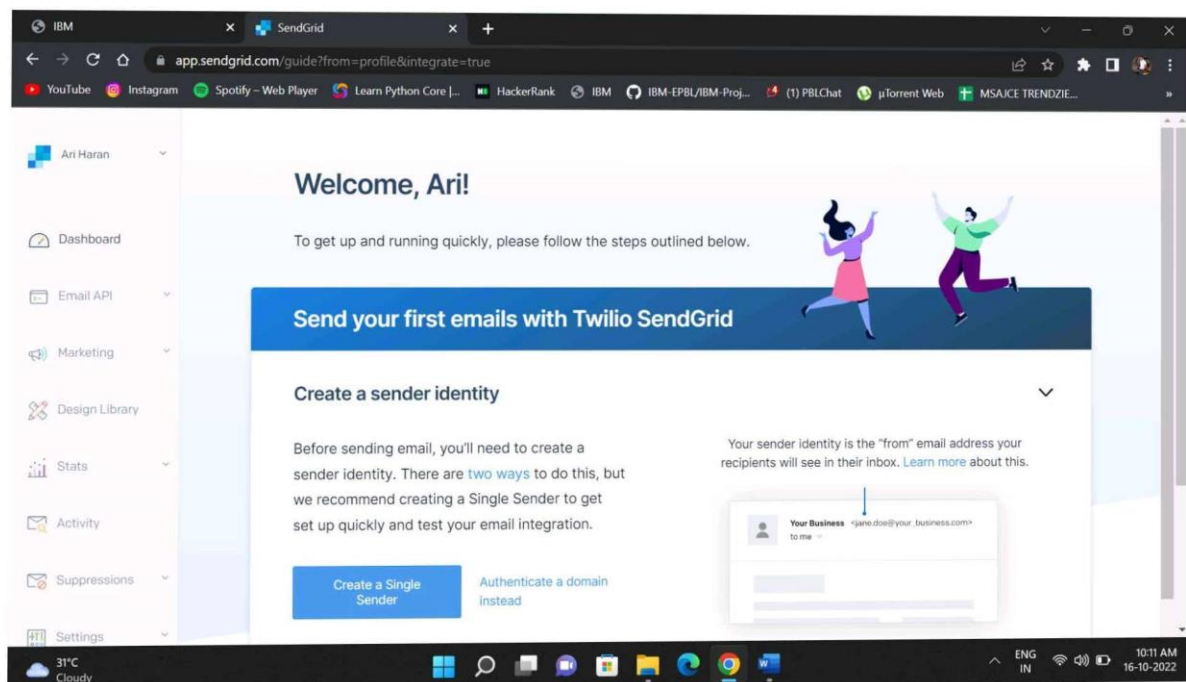 IBM
SendGrid
app.sendgrid.com/guide?from=profile&integrate=true
YouTube Instagram Spotify – Web Player Learn Python Core |... HackerRank IBM IBM-EPBL/IBM-Proj... (1) PBLChat µTorrent Web MSAJCE TRENDZIE... »
Ari Haran
Dashboard
Email API
Marketing
Design Library
Stats
Activity
Suppressions
Settings
Welcome, Ari!
To get up and running quickly, please follow the steps outlined below.
Send your first emails with Twilio SendGrid
Create a sender identity
Before sending email, you'll need to create a
sender identity. There are two ways to do this, but
we recommend creating a Single Sender to get
set up quickly and test your email integration.
Create a Single
Sender
Authenticate a domain
instead
Your sender identity is the "from" email address your
recipients will see in their inbox. Learn more about this.
Your Business <jane.doe@your_business.com>
to me
31°C
Cloudy
ENG
IN
10:11 AM
16-10-2022